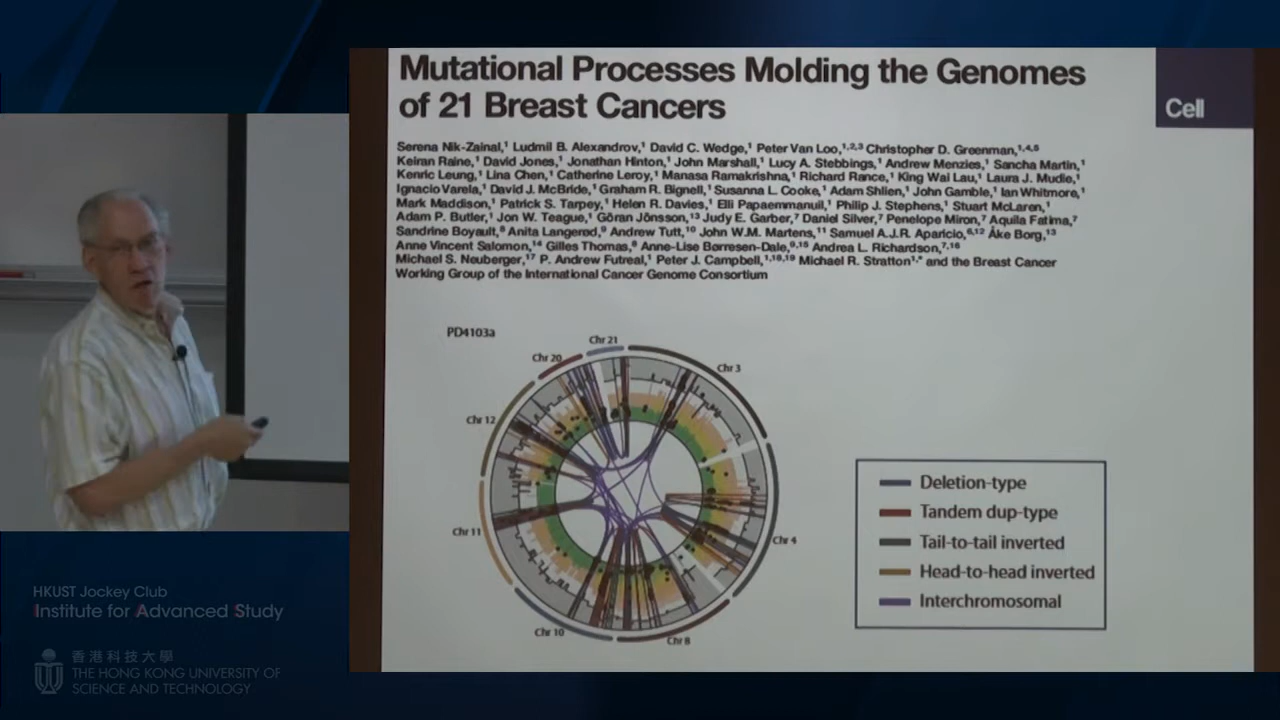 Mutational Processes Molding the Genomes
of 21 Breast Cancers
Cell
Serena Nik-Zainal,¹ Ludmil B. Alexandrov,¹ David C. Wedge,¹ Peter Van Loo,¹,²,³ Christopher D. Greenman,¹,⁴,⁵
Keiran Raine,¹ David Jones,¹ Jonathan Hinton,¹ John Marshall,¹ Lucy A. Stebbings,¹ Andrew Menzies,¹ Sancha Martin,¹
Kenric Leung,¹ Lina Chen,¹ Catherine Leroy,¹ Manasa Ramakrishna,¹ Richard Rance,¹ King Wai Lau,¹ Laura J. Mudie,¹
Ignacio Varela,¹ David J. McBride,¹ Graham R. Bignell,¹ Susanna L. Cooke,¹ Adam Shlien,¹ John Gamble,¹ Ian Whitmore,¹
Mark Maddison,¹ Patrick S. Tarpey,¹ Helen R. Davies,¹ Elli Papaemmanuil,¹ Philip J. Stephens,¹ Stuart McLaren,¹
Adam P. Butler,¹ Jon W. Teague,¹ Göran Jönsson,¹³ Judy E. Garber,⁷ Daniel Silver,⁷ Penelope Miron,⁷ Aquila Fatima,⁷
Sandrine Boyault,⁸ Anita Langerød,⁹ Andrew Tutt,¹⁰ John W.M. Martens,¹¹ Samuel A.J.R. Aparicio,⁶,¹² Åke Borg,¹³
Anne Vincent Salomon,¹⁴ Gilles Thomas,⁸ Anne-Lise Børresen-Dale,⁹,¹⁵ Andrea L. Richardson,⁷,¹⁶
Michael S. Neuberger,¹⁷ P. Andrew Futreal,¹ Peter J. Campbell,¹,¹⁸,¹⁹ Michael R. Stratton¹,* and the Breast Cancer
Working Group of the International Cancer Genome Consortium
PD4103a
Chr 21
Chr 20
Chr 3
Chr 12
Chr 11
Chr 4
Chr 10
Chr 8
Deletion-type
Tandem dup-type
Tail-to-tail inverted
Head-to-head inverted
Interchromosomal
HKUST Jockey Club
Institute for Advanced Study
香港科技大學
THE HONG KONG UNIVERSITY OF
SCIENCE AND TECHNOLOGY